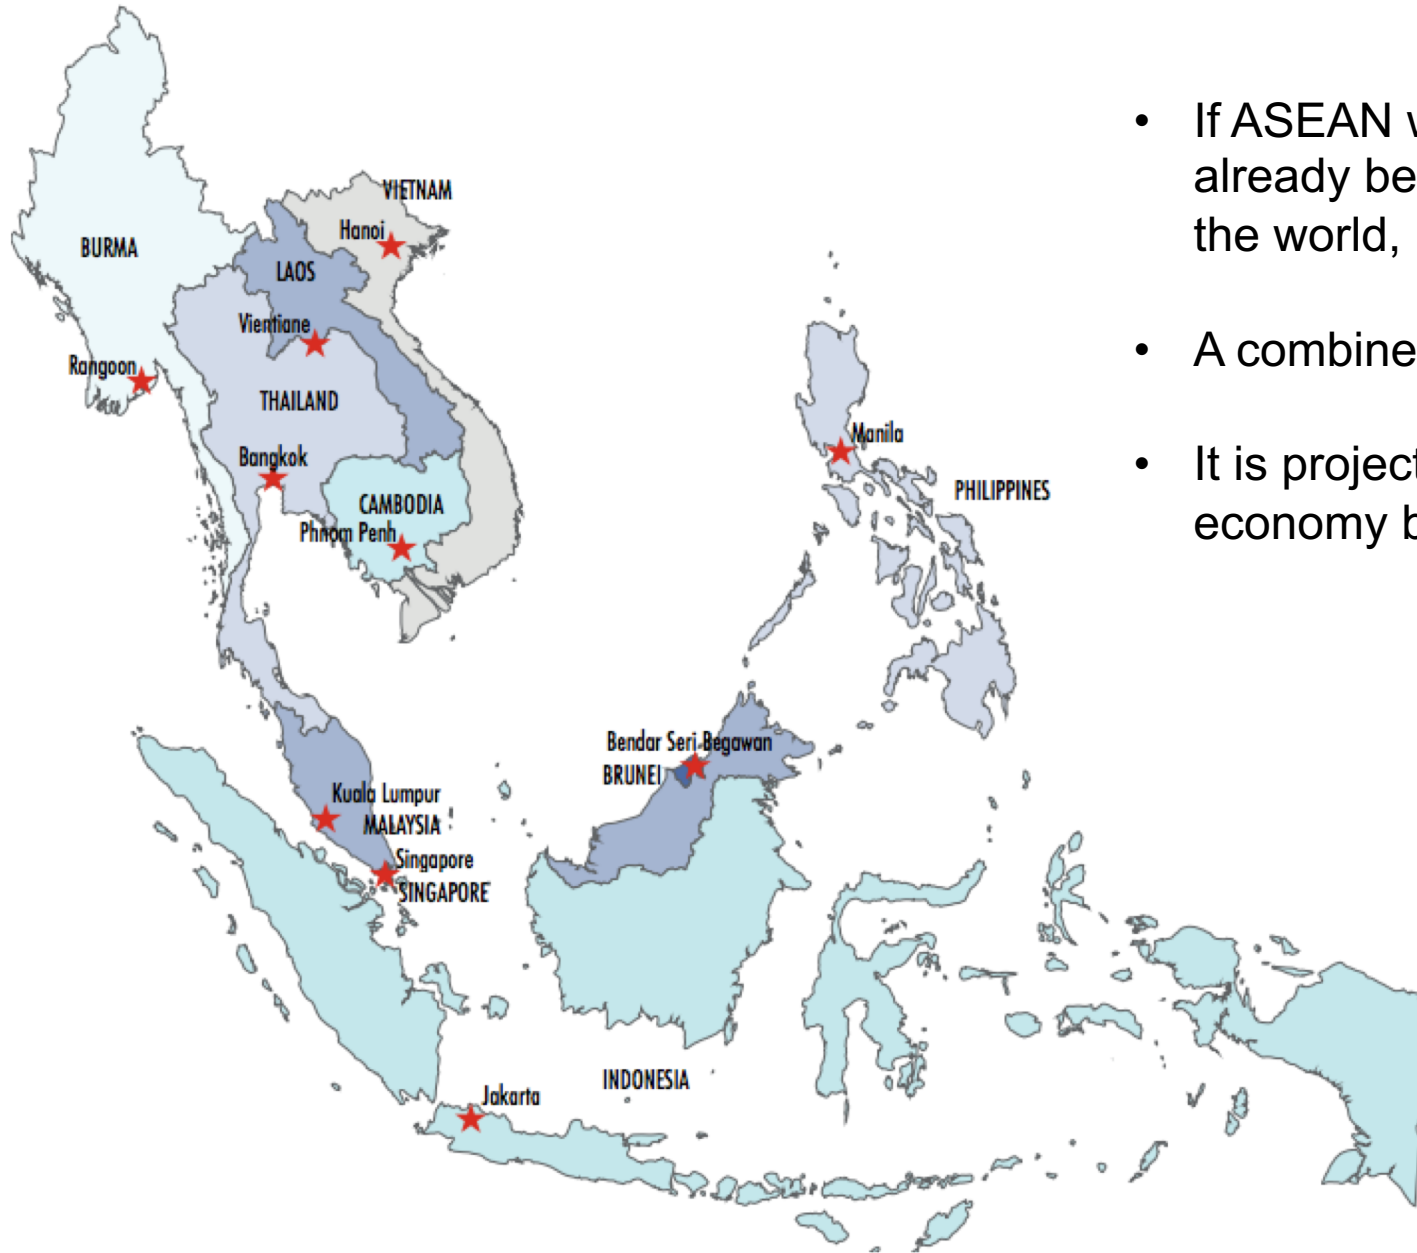 VIETNAM
Hanoi
BURMA
LAOS
Vientiane
Rangoon
THAILAND
Bangkok
CAMBODIA
Phnom Penh
Manila
PHILIPPINES
Bendar Seri Begawan
BRUNEI
Kuala Lumpur
MALAYSIA
Singapore
SINGAPORE
INDONESIA
Jakarta
• If ASEAN
already be
the world,
• A combine
• It is project
economy b